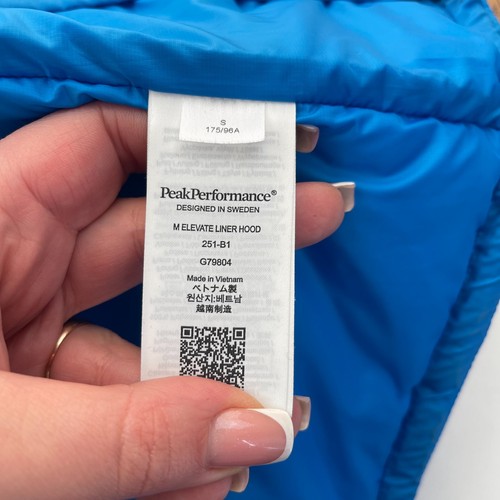 S
175/96A
PeakPerformance®
DESIGNED IN SWEDEN
M ELEVATE LINER HOOD
251-B1
G79804
Made in Vietnam
ベトナム製
원산지:베트남
越南制造